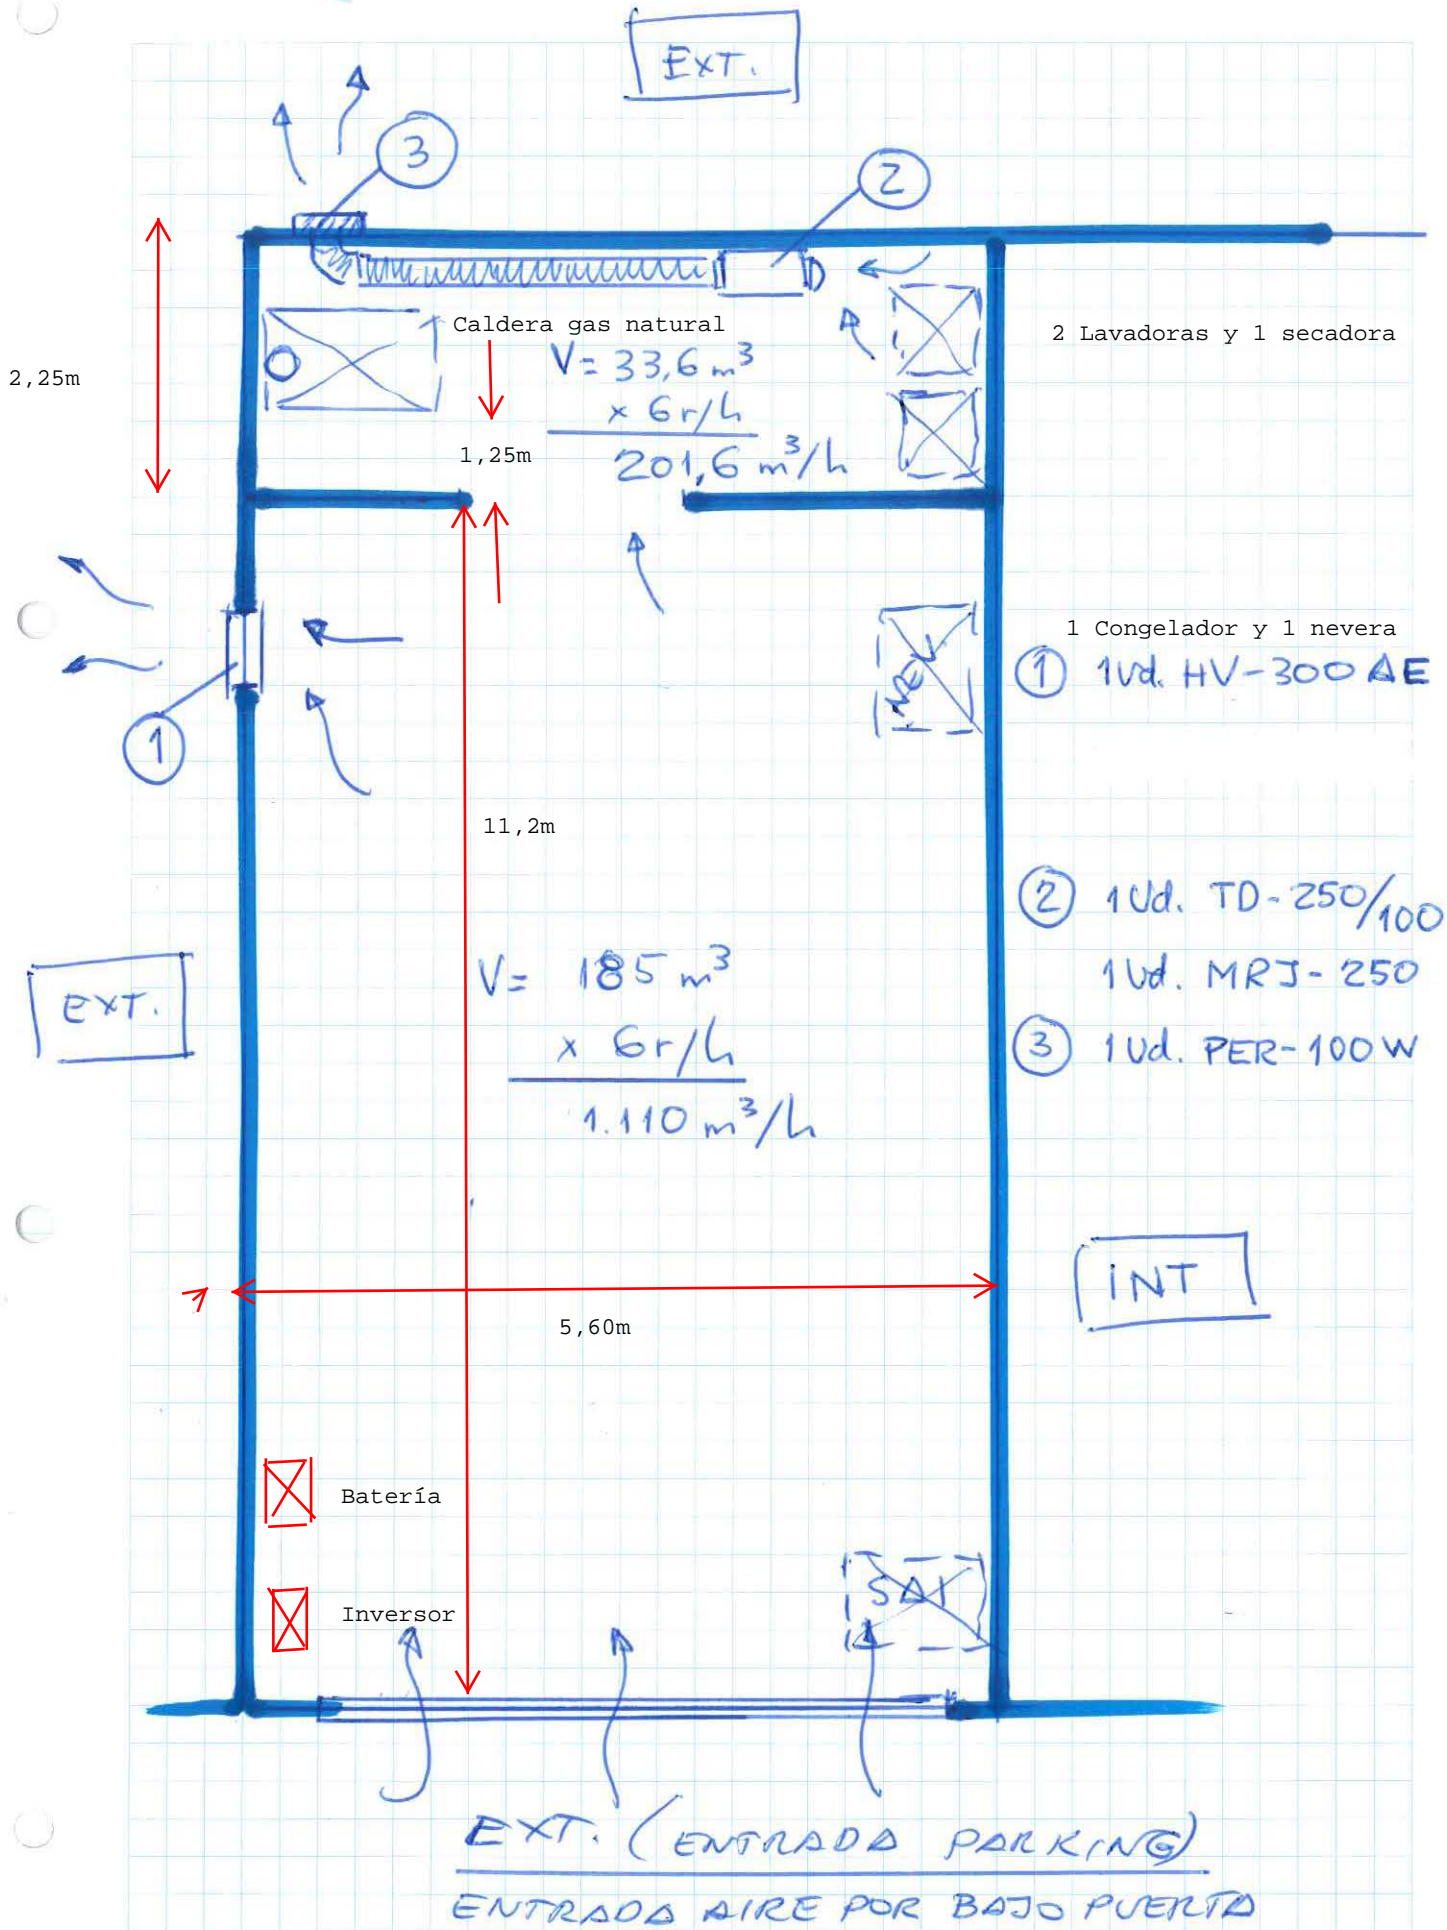 EXT.
3
2
Caldera gas natural
2 Lavadoras y 1 secadora
V= 33,6 m³
2,25m
x 6r/h
1,25m
201,6 m³/h
1 Congelador y 1 nevera
NEV
1 1Ud. HV-300 AE
1
11,2m
2 1Ud. TD-250/100
V= 185 m³
1Ud. MRJ-250
EXT.
x 6r/h
3 1Ud. PER-100W
1.110 m³/h
INT
5,60m
Batería
SAI
Inversor
EXT. (ENTRADA PARKING)
ENTRADA AIRE POR BAJO PUERTA